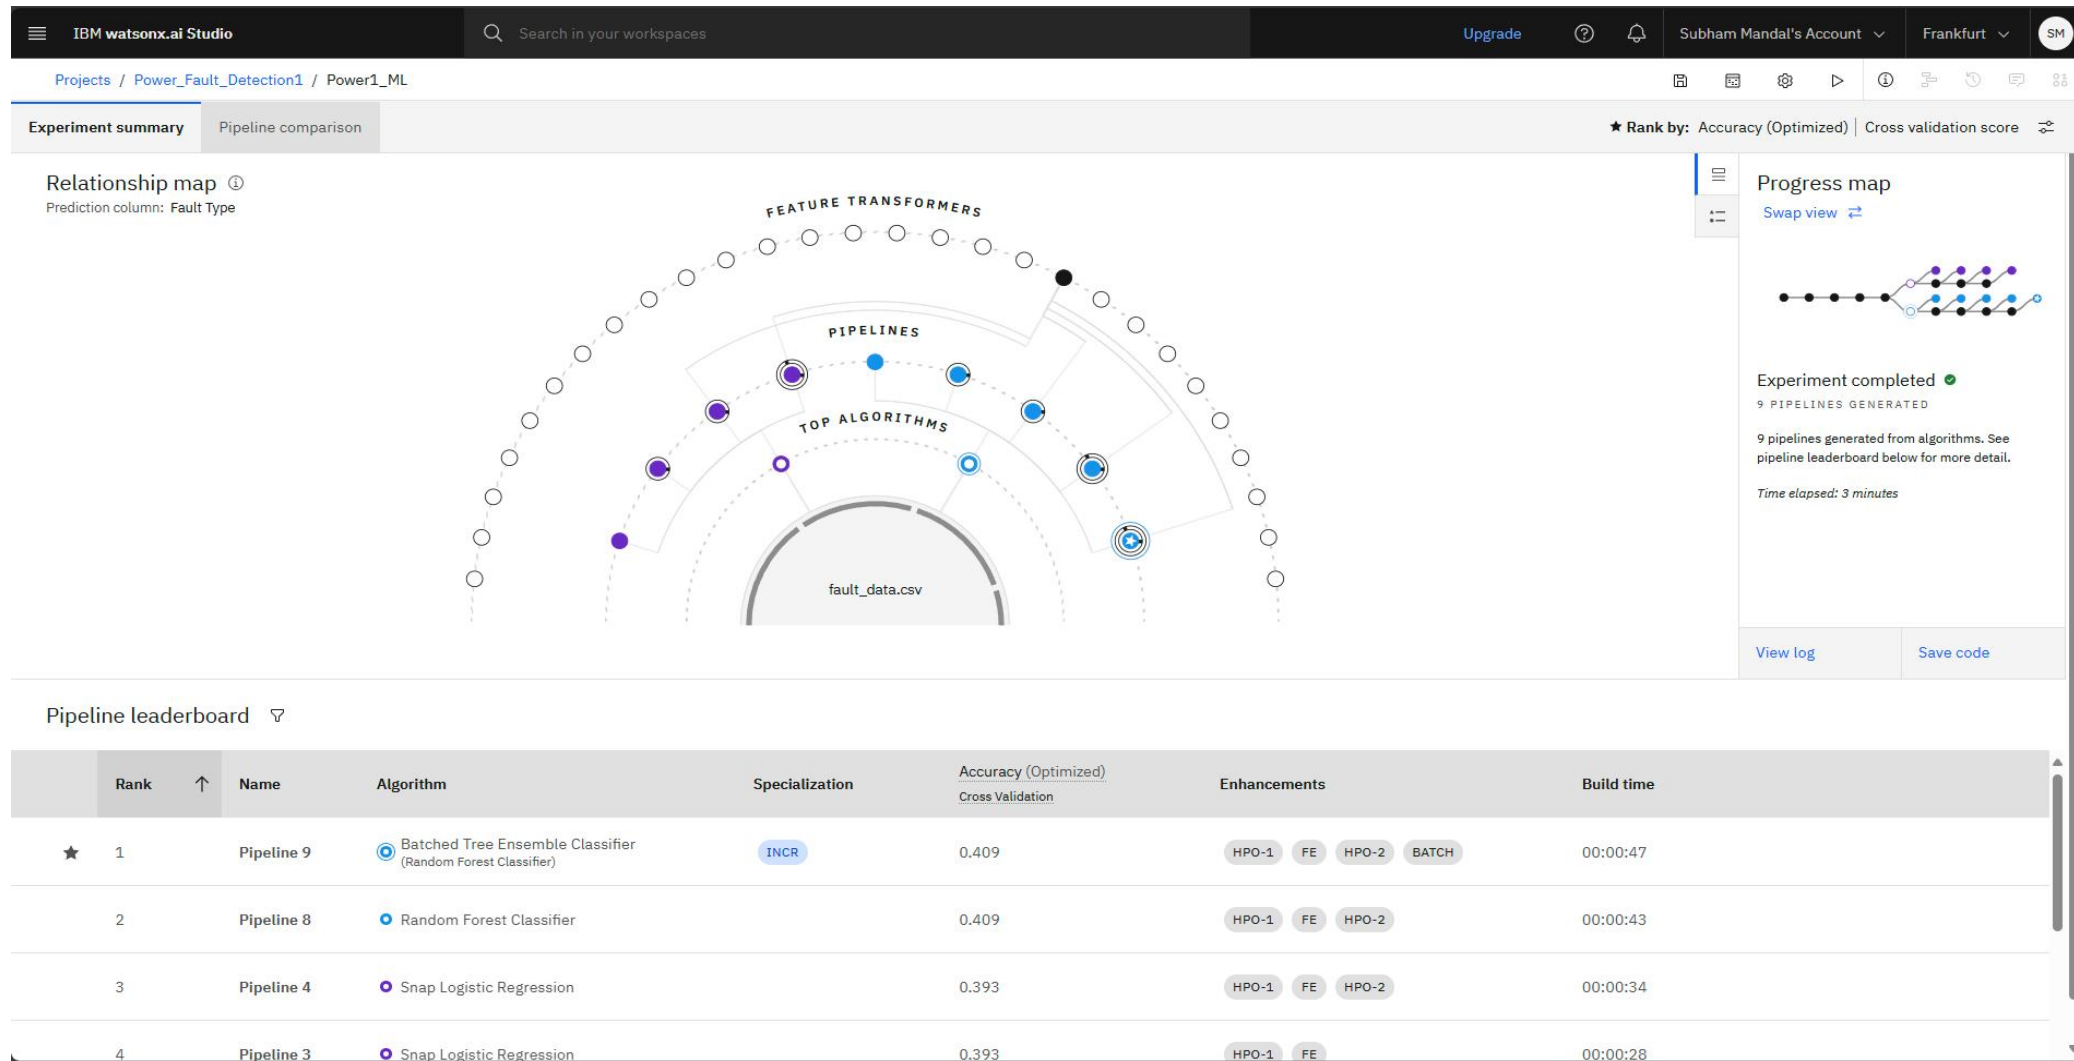 IBM watsonx.ai Studio
Search in your workspaces
Upgrade
Subham Mandal's Account
Frankfurt
SM
Projects / Power_Fault_Detection1 / Power1_ML
Experiment summary
Pipeline comparison
★ Rank by: Accuracy (Optimized) | Cross validation score
Relationship map
Prediction column: Fault Type
FEATURE TRANSFORMERS
PIPELINES
TOP ALGORITHMS
fault_data.csv
Progress map
Swap view
Experiment completed
9 PIPELINES GENERATED
9 pipelines generated from algorithms. See
pipeline leaderboard below for more detail.
Time elapsed: 3 minutes
View log
Save code
Pipeline leaderboard
Rank ↑ Name Algorithm Specialization Accuracy (Optimized) Enhancements Build time
Cross Validation
★ 1 Pipeline 9 Batched Tree Ensemble Classifier INCR 0.409 HPO-1 FE HPO-2 BATCH 00:00:47
(Random Forest Classifier)
2 Pipeline 8 Random Forest Classifier 0.409 HPO-1 FE HPO-2 00:00:43
3 Pipeline 4 Snap Logistic Regression 0.393 HPO-1 FE HPO-2 00:00:34
4 Pipeline 3 Snap Logistic Regression 0.393 HPO-1 FE 00:00:28